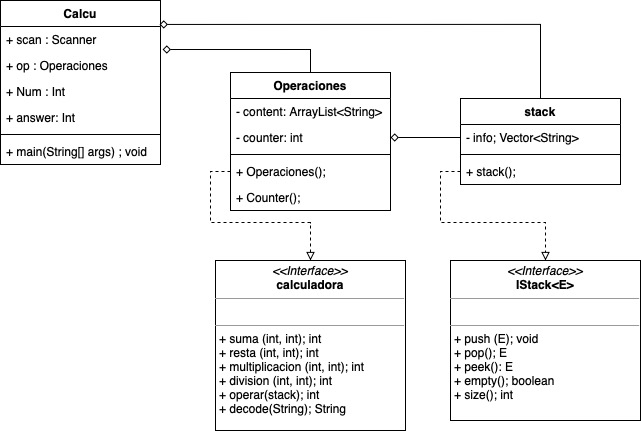 Calcu
+ scan : Scanner
+ op : Operaciones
+ Num : Int
+ answer: Int
+ main(String[] args) ; void
Operaciones
- content: ArrayList<String>
- counter: int
+ Operaciones();
+ Counter();
stack
- info; Vector<String>
+ stack();
<<Interface>>
calculadora
+ suma (int, int); int
+ resta (int, int); int
+ multiplicacion (int, int); int
+ division (int, int); int
+ operar(stack); int
+ decode(String); String
<<Interface>>
IStack<E>
+ push (E); void
+ pop(); E
+ peek(): E
+ empty(); boolean
+ size(); int